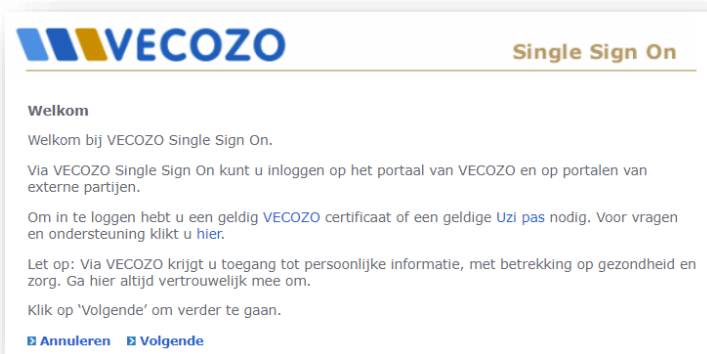 VECOZO
Single Sign On
Welkom
Welkom bij VECOZO Single Sign On.
Via VECOZO Single Sign On kunt u inloggen op het portaal van VECOZO en op portalen van
externe partijen.
Om in te loggen hebt u een geldig VECOZO certificaat of een geldige Uzi pas nodig. Voor vragen
en ondersteuning klikt u hier.
Let op: Via VECOZO krijgt u toegang tot persoonlijke informatie, met betrekking op gezondheid en
zorg. Ga hier altijd vertrouwelijk mee om.
Klik op 'Volgende' om verder te gaan.
Annuleren Volgende